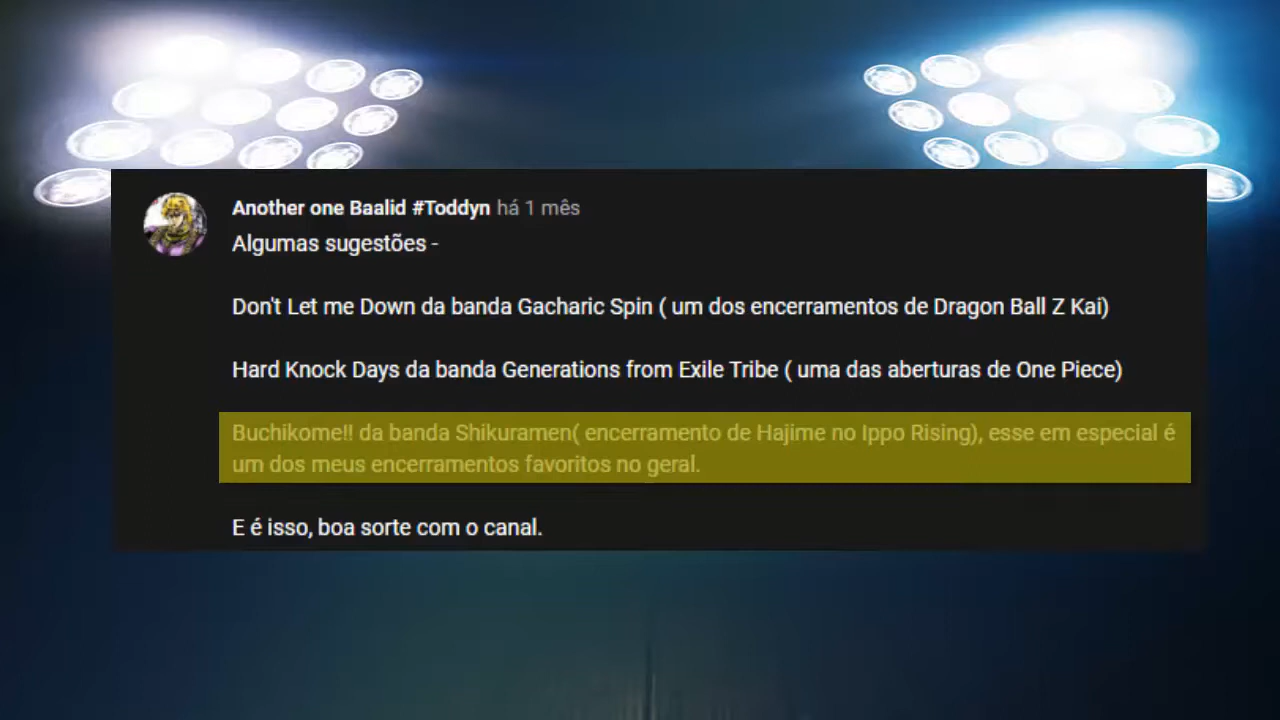 Another one Baalid #Toddyn há 1 mês
Algumas sugestões -
Don't Let me Down da banda Gacharic Spin ( um dos encerramentos de Dragon Ball Z Kai)
Hard Knock Days da banda Generations from Exile Tribe ( uma das aberturas de One Piece)
Buchikome!! da banda Shikuramen( encerramento de Hajime no Ippo Rising), esse em especial é
um dos meus encerramentos favoritos no geral.
E é isso, boa sorte com o canal.